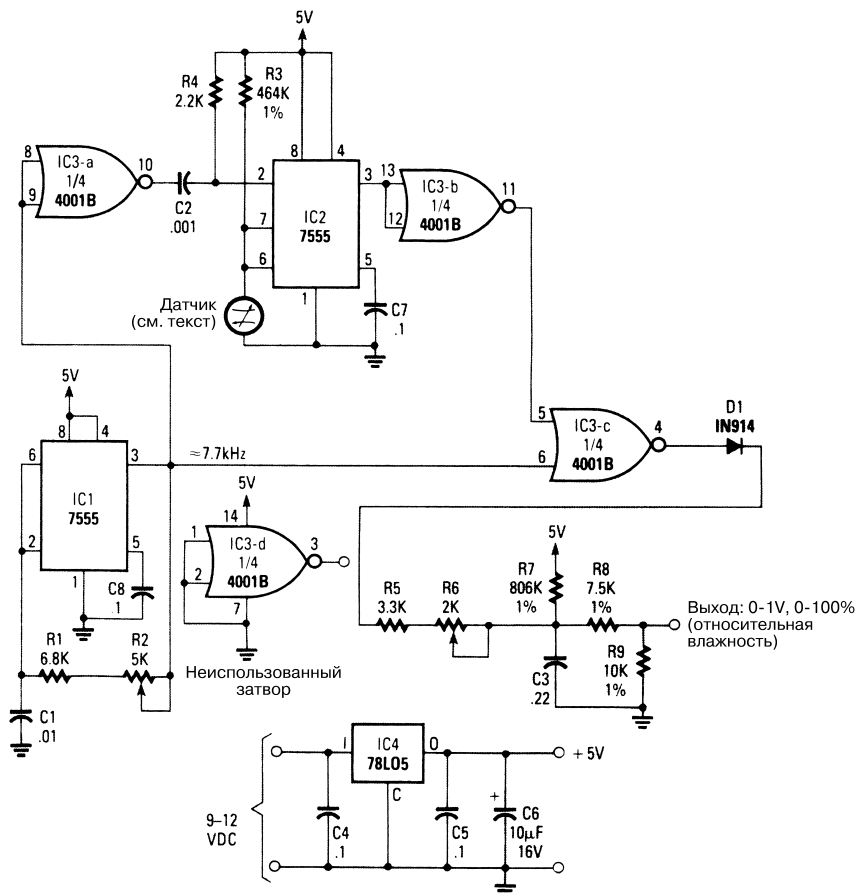 5V
R4
2.2K
R3
464K
1%
8
9
IC3-a
1/4
4001B
10
C2
.001
8
4
2
7
6
3
5
1
IC2
7555
13
12
IC3-b
1/4
4001B
11
C7
.1
Датчик
(см. текст)
5V
8
4
6
3
2
5
1
IC1
7555
≈7.7kHz
C8
.1
R1
6.8K
R2
5K
C1
.01
5V
14
1
2
IC3-d
1/4
4001B
3
7
Неиспользованный
затвор
5
6
IC3-c
1/4
4001B
4
D1
IN914
R5
3.3K
R6
2K
5V
R7
806K
1%
R8
7.5K
1%
C3
.22
R9
10K
1%
Выход: 0-1V, 0-100%
(относительная
влажность)
9–12
VDC
I
IC4
78LO5
O
C
+5V
C4
.1
C5
.1
+
C6
10µF
16V